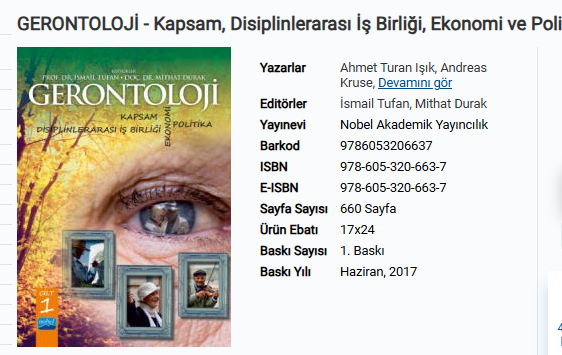 GERONTOLOJİ - Kapsam, Disiplinlerarası İş Birliği, Ekonomi ve Poli
EDİTÖRLER
PROF. DR. İSMAİL TUFAN • DOÇ. DR. MİTHAT DURAK
GERONTOLOJİ
KAPSAM
DİSİPLİNLERARASI İŞ BİRLİĞİ
EKONOMİ
POLİTİKA
CİLT
1
nobel
Yazarlar Ahmet Turan Işık, Andreas
Kruse, Devamını gör
Editörler İsmail Tufan, Mithat Durak
Yayınevi Nobel Akademik Yayıncılık
Barkod 9786053206637
ISBN 978-605-320-663-7
E-ISBN 978-605-320-663-7
Sayfa Sayısı 660 Sayfa
Ürün Ebatı 17x24
Baskı Sayısı 1. Baskı
Baskı Yılı Haziran, 2017